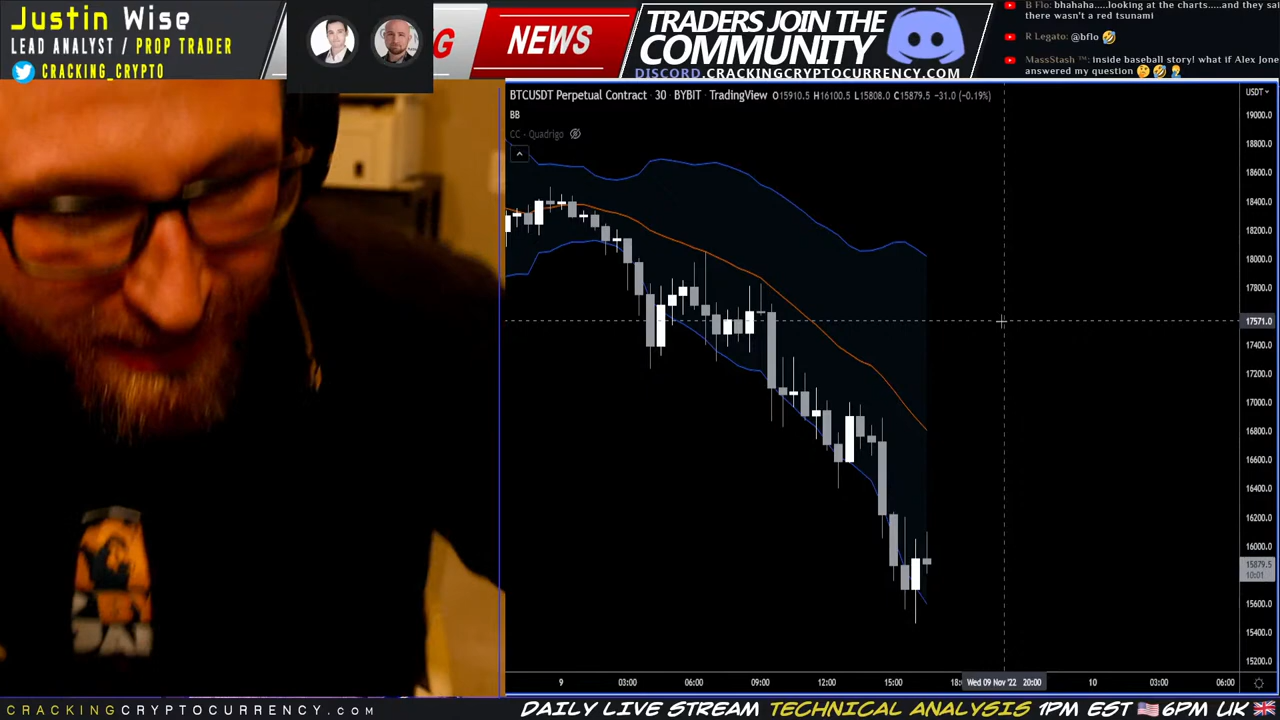 Justin Wise
LEAD ANALYST / PROP TRADER
CRACKING_CRYPTO
G
NEWS
TRADERS JOIN THE
COMMUNITY
DISCORD.CRACKINGCRYPTOCURRENCY.COM
B Flo: bhahaha.....looking at the charts.....and they sai
there wasn't a red tsunami
R Legato: @bflo 🤣
MassStash ™: inside baseball story! what if Alex Jone
answered my question 🤔🤣🤦
BTCUSDT Perpetual Contract · 30 · BYBIT · TradingView O15910.5 H16100.5 L15808.0 C15879.5 −31.0 (−0.19%)
BB
CC - Quadrigo
USDT
19000.0
18800.0
18600.0
18400.0
18200.0
18000.0
17800.0
17571.0
17400.0
17200.0
17000.0
16800.0
16600.0
16400.0
16200.0
16000.0
15879.5
10:01
15600.0
15400.0
15200.0
9 03:00 06:00 09:00 12:00 15:00 18: Wed 09 Nov '22 20:00 10 03:00 06:00
CRACKINGCRYPTOCURRENCY.COM
DAILY LIVE STREAM TECHNICAL ANALYSIS 1PM EST 🇺🇸 6PM UK 🇬🇧